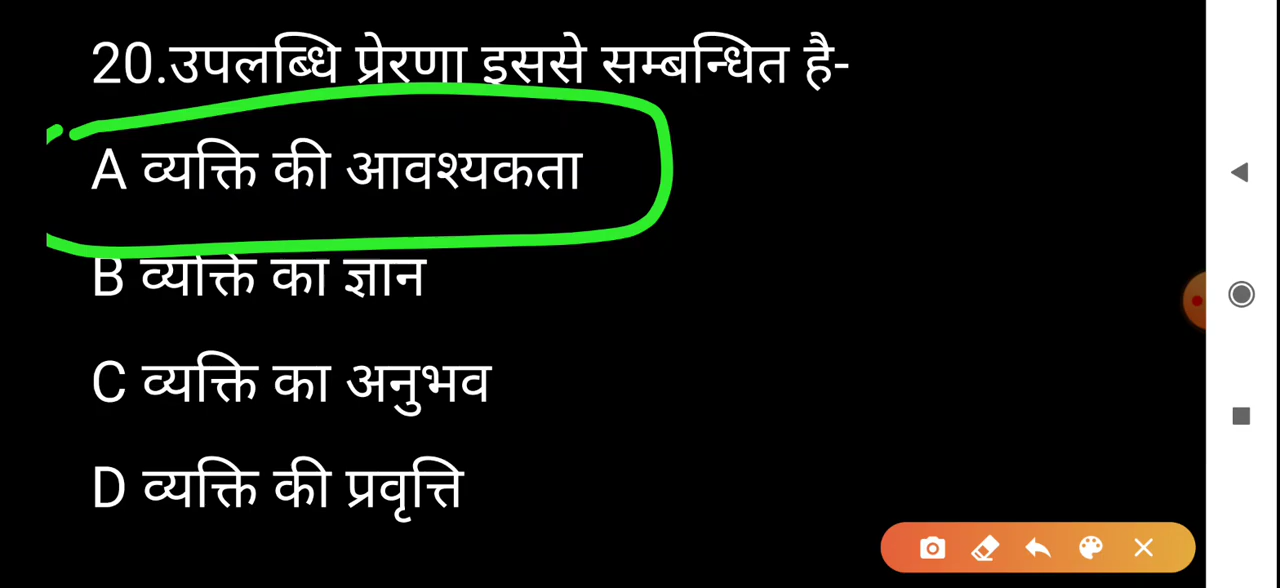 20.उपलब्धि प्रेरणा इससे सम्बन्धित है-
A व्यक्ति की आवश्यकता
B व्यक्ति का ज्ञान
C व्यक्ति का अनुभव
D व्यक्ति की प्रवृत्ति